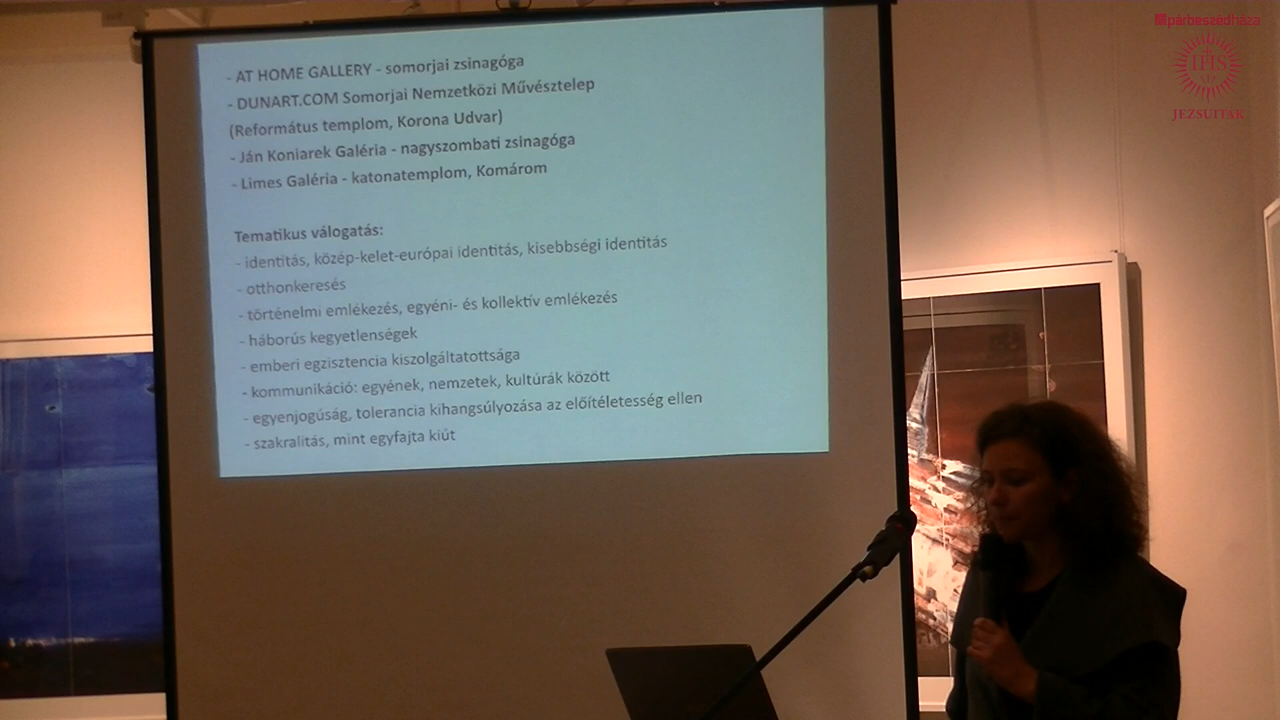 - AT HOME GALLERY - somorjai zsinagóga
- DUNART.COM Somorjai Nemzetközi Művésztelep
(Református templom, Korona Udvar)
- Ján Koniarek Galéria - nagyszombati zsinagóga
- Limes Galéria - katonatemplom, Komárom
Tematikus válogatás:
- identitás, közép-kelet-európai identitás, kisebbségi identitás
- otthonkeresés
- történelmi emlékezés, egyéni- és kollektív emlékezés
- háborús kegyetlenségek
- emberi egzisztencia kiszolgáltatottsága
- kommunikáció: egyének, nemzetek, kultúrák között
- egyenjogúság, tolerancia kihangsúlyozása az előítéletesség ellen
- szakralitás, mint egyfajta kiút
párbeszédháza
IHS
JEZSUITÁK